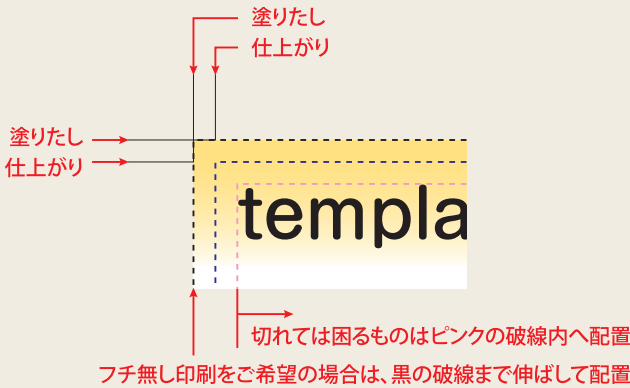 塗りたし
仕上がり
塗りたし
仕上がり
templa
切れては困るものはピンクの破線内へ配置
フチ無し印刷をご希望の場合は、黒の破線まで伸ばして配置